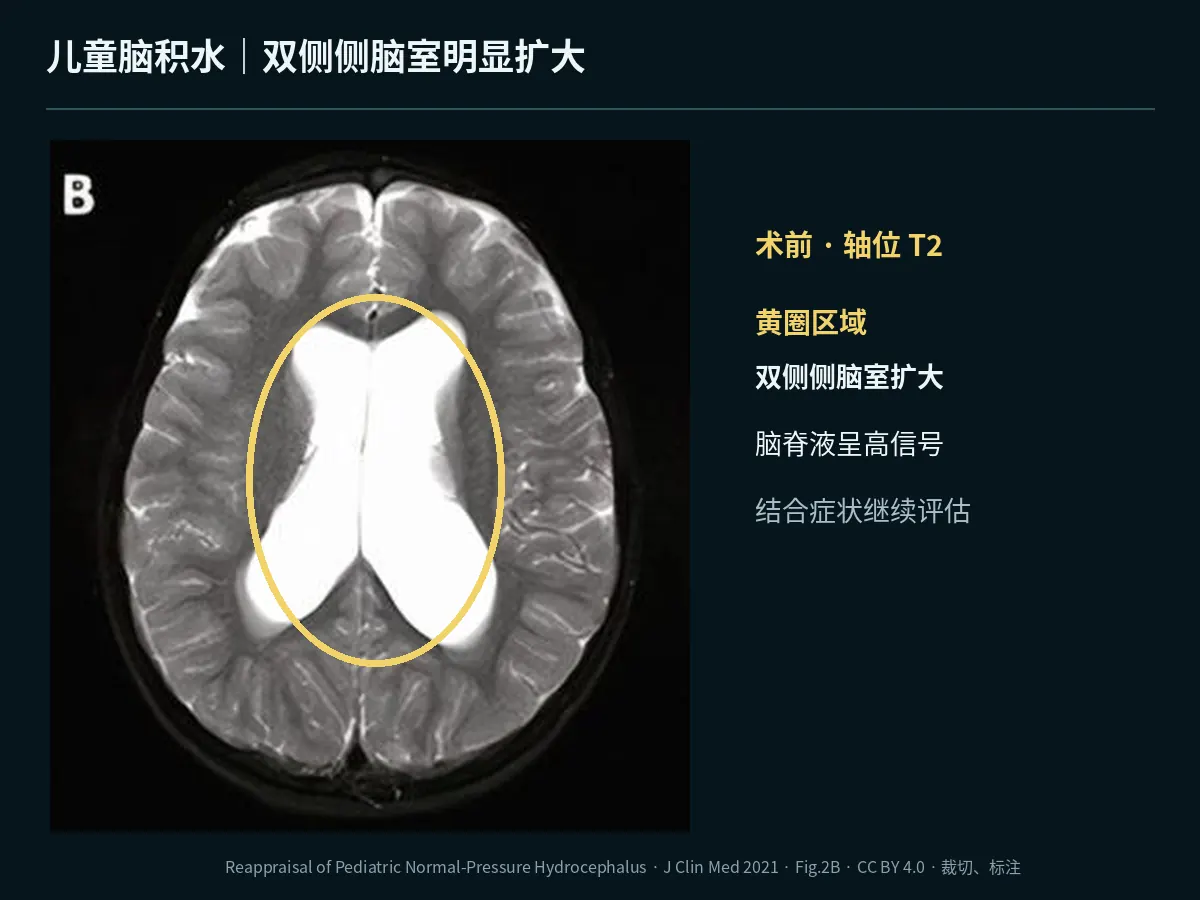 儿童脑积水｜双侧侧脑室明显扩大
B
术前 · 轴位 T2
黄圈区域
双侧侧脑室扩大
脑脊液呈高信号
结合症状继续评估
Reappraisal of Pediatric Normal-Pressure Hydrocephalus · J Clin Med 2021 · Fig.2B · CC BY 4.0 · 裁切、标注